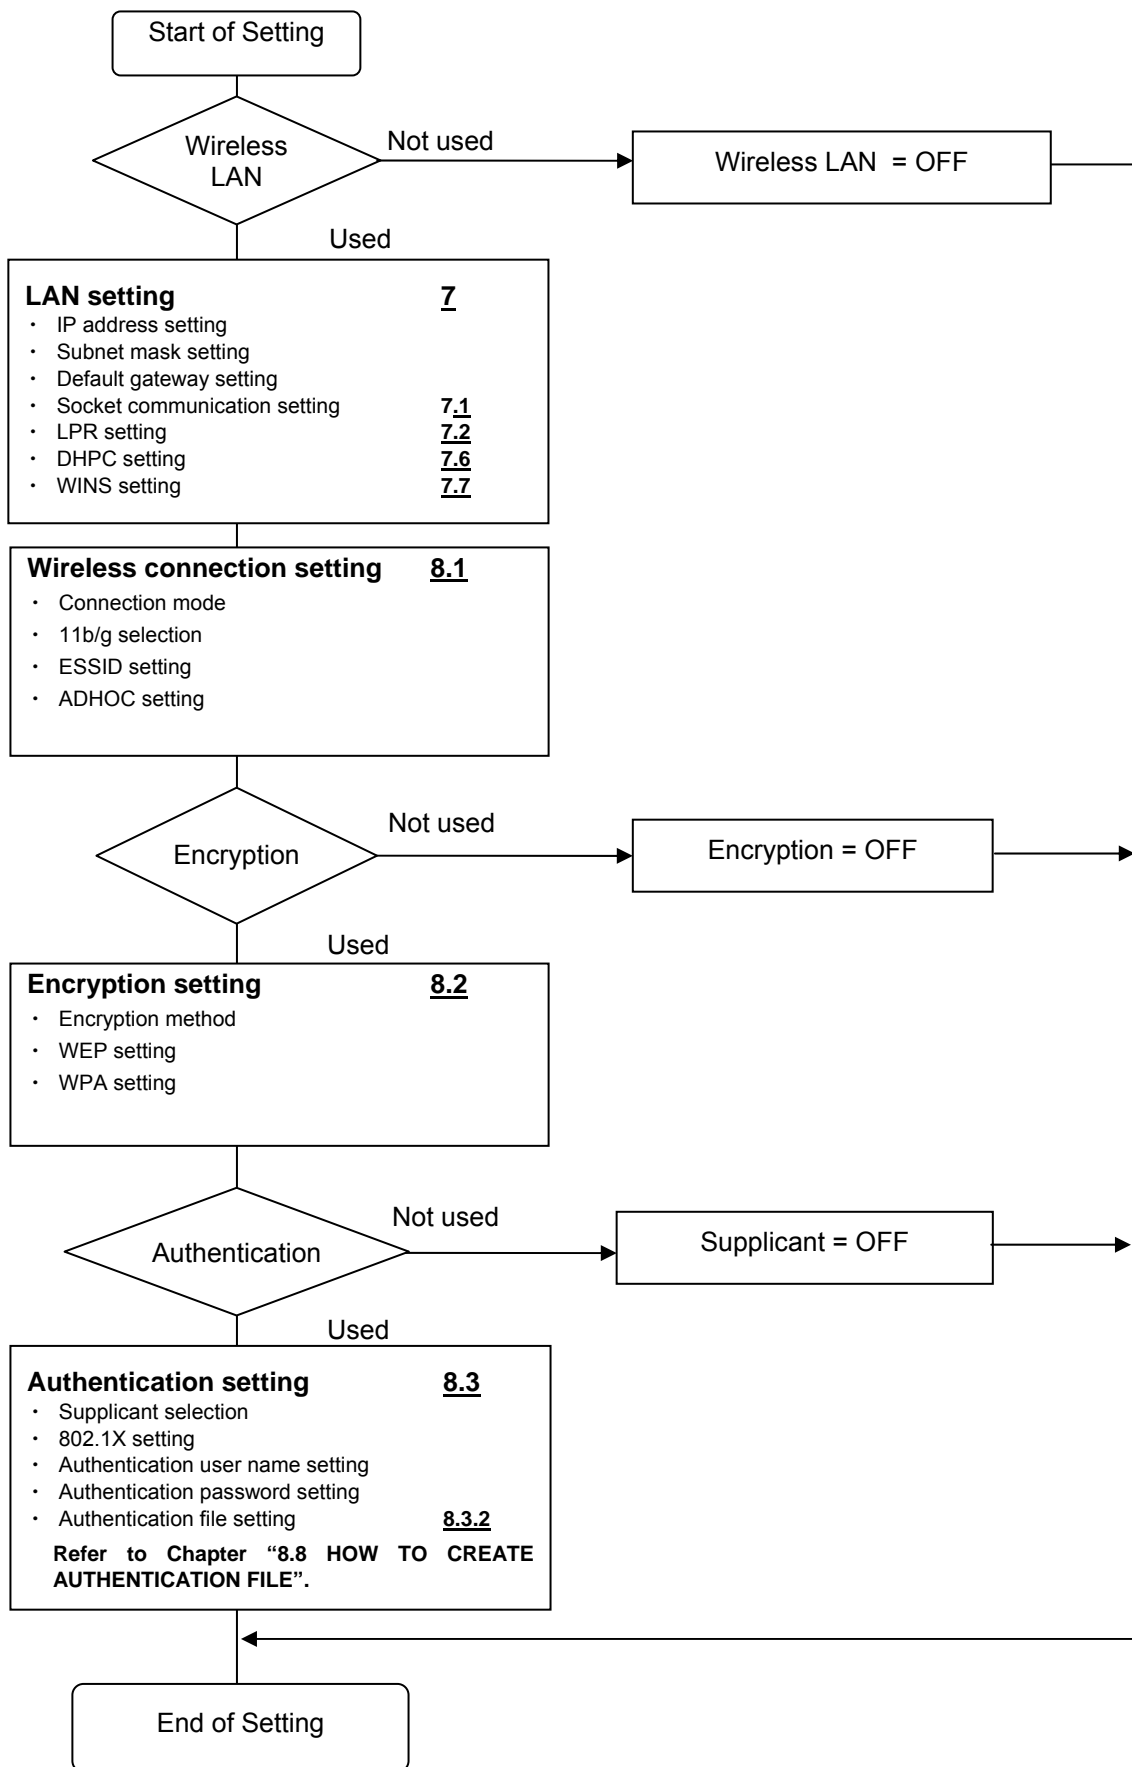 Start of Setting
Wireless
LAN
Not used
Wireless LAN = OFF
Used
LAN setting 7
・ IP address setting
・ Subnet mask setting
・ Default gateway setting
・ Socket communication setting 7.1
・ LPR setting 7.2
・ DHPC setting 7.6
・ WINS setting 7.7
Wireless connection setting 8.1
・ Connection mode
・ 11b/g selection
・ ESSID setting
・ ADHOC setting
Encryption
Not used
Encryption = OFF
Used
Encryption setting 8.2
・ Encryption method
・ WEP setting
・ WPA setting
Authentication
Not used
Supplicant = OFF
Used
Authentication setting 8.3
・ Supplicant selection
・ 802.1X setting
・ Authentication user name setting
・ Authentication password setting
・ Authentication file setting 8.3.2
Refer to Chapter “8.8 HOW TO CREATE
AUTHENTICATION FILE”.
End of Setting